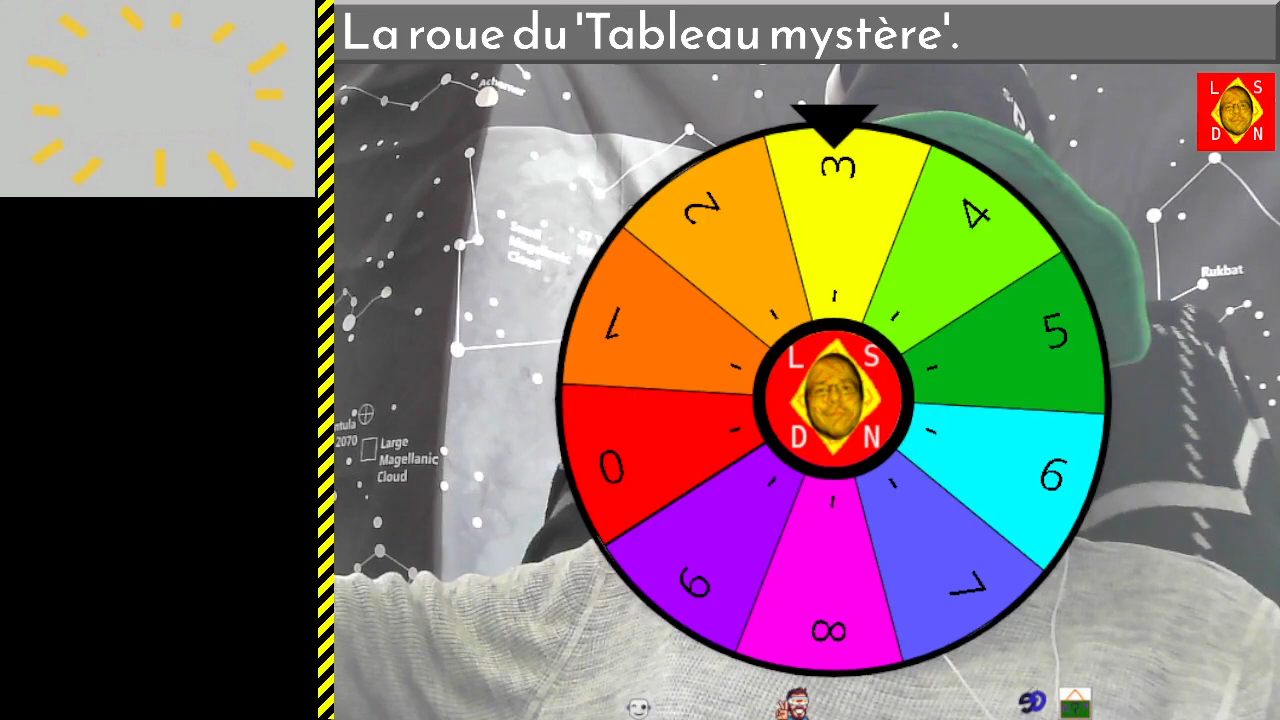 La roue du 'Tableau mystère'.
Achernar
L S
D N
3
2
4
1
5
0
6
9
7
8
L S
D N
Small
Magellanic
Cloud
Rukbat
2070
Large
Magellanic
Cloud